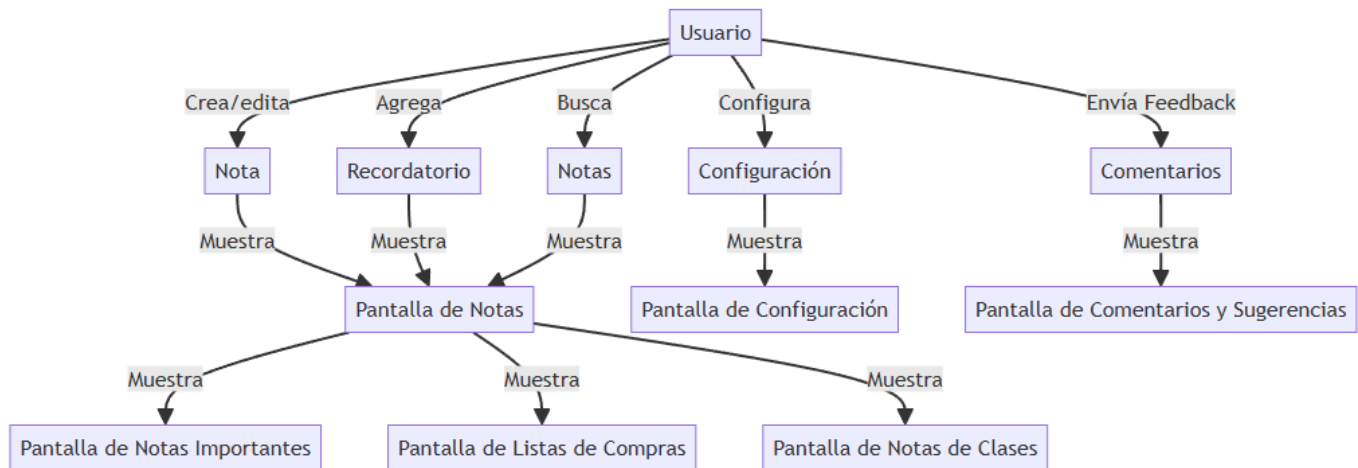 Usuario
Crea/edita
Agrega
Busca
Configura
Envía Feedback
Nota
Recordatorio
Notas
Configuración
Comentarios
Muestra
Muestra
Muestra
Muestra
Muestra
Pantalla de Notas
Pantalla de Configuración
Pantalla de Comentarios y Sugerencias
Muestra
Muestra
Muestra
Pantalla de Notas Importantes
Pantalla de Listas de Compras
Pantalla de Notas de Clases